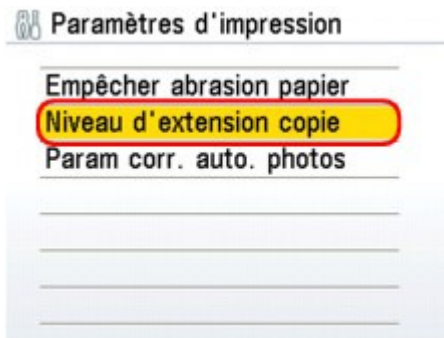 Paramètres d'impression
Empêcher abrasion papier
Niveau d'extension copie
Param corr. auto. photos